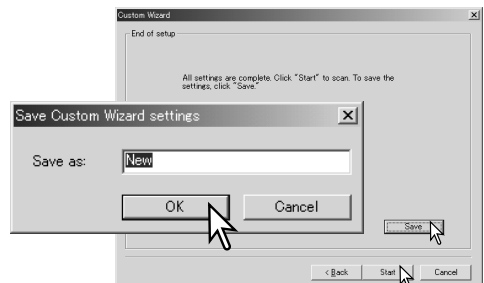 Custom Wizard
End of setup
All settings are complete. Click "Start" to scan. To save the
settings, click "Save."
Save Custom Wizard settings
Save as:
New
OK
Cancel
Save
< Back
Start
Cancel